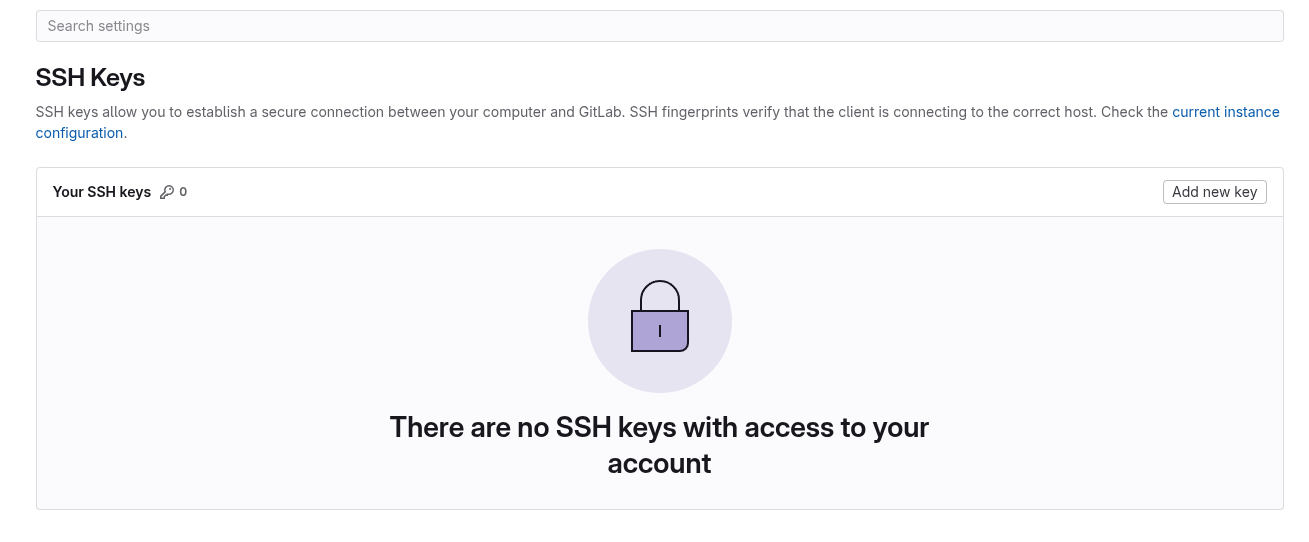 Search settings
SSH Keys
SSH keys allow you to establish a secure connection between your computer and GitLab. SSH fingerprints verify that the client is connecting to the correct host. Check the current instance
configuration.
Your SSH keys 0
Add new key
There are no SSH keys with access to your
account